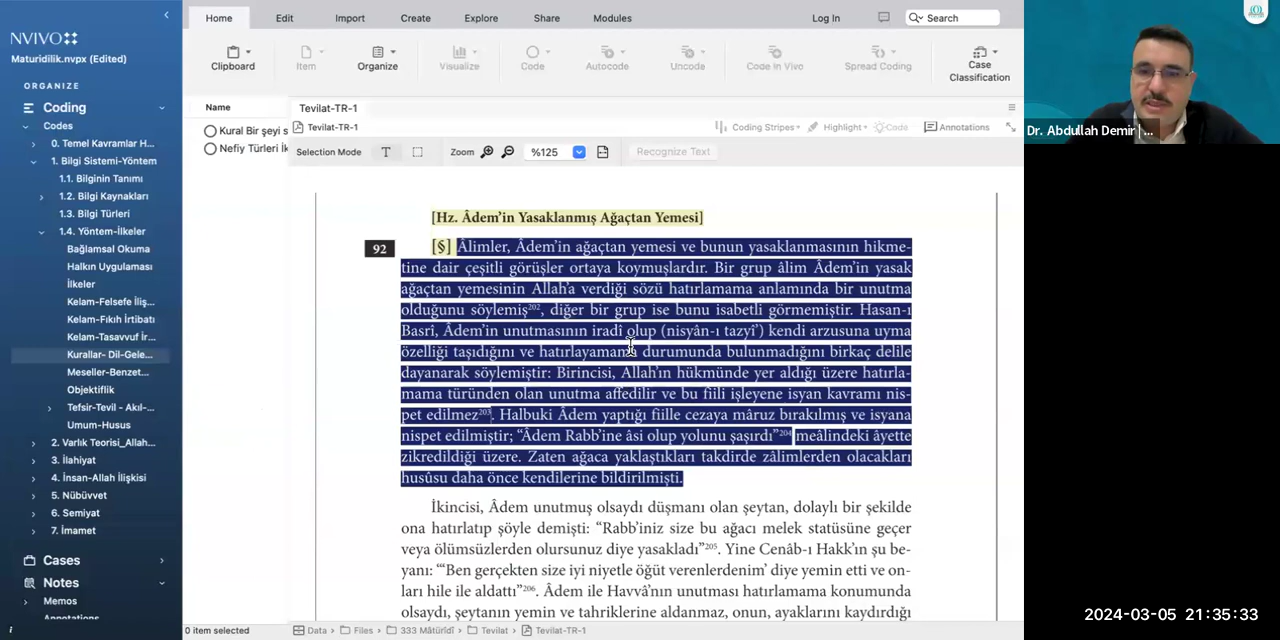 NVIVO
Maturidilik.nvpx (Edited)
ORGANIZE
Coding
Codes
0. Temel Kavramlar H...
1. Bilgi Sistemi-Yöntem
1.1. Bilginin Tanımı
1.2. Bilgi Kaynakları
1.3. Bilgi Türleri
1.4. Yöntem-İlkeler
Bağlamsal Okuma
Halkın Uygulaması
İlkeler
Kelam-Felsefe İliş...
Kelam-Fıkıh İrtibatı
Kelam-Tasavvuf İr...
Kurallar- Dil-Gele...
Meseller-Benzet...
Objektiflik
Tefsir-Tevil - Akıl-...
Umum-Husus
2. Varlık Teorisi_Allah...
3. İlahiyat
4. İnsan-Allah İlişkisi
5. Nübüvvet
6. Semiyat
7. İmamet
Cases
Notes
Memos
Annotations
Home Edit Import Create Explore Share Modules Log In Search
Clipboard Item Organize Visualize Code Autocode Uncode Code In Vivo Spread Coding Case Classification
Name
Kural Bir şeyi s
Nefiy Türleri İk
Tevilat-TR-1
Tevilat-TR-1 Coding Stripes Highlight Code Annotations
Selection Mode T Zoom %125 Recognize Text
[Hz. Âdem’in Yasaklanmış Ağaçtan Yemesi]
92 [§] Âlimler, Âdem’in ağaçtan yemesi ve bunun yasaklanmasının hikme-
tine dair çeşitli görüşler ortaya koymuşlardır. Bir grup âlim Âdem’in yasak
ağaçtan yemesinin Allah’a verdiği sözü hatırlamama anlamında bir unutma
olduğunu söylemiş202, diğer bir grup ise bunu isabetli görmemiştir. Hasan-ı
Basrî, Âdem’in unutmasının iradî olup (nisyân-ı tazyî‘) kendi arzusuna uyma
özelliği taşıdığını ve hatırlayamama durumunda bulunmadığını birkaç delile
dayanarak söylemiştir: Birincisi, Allah’ın hükmünde yer aldığı üzere hatırla-
mama türünden olan unutma affedilir ve bu fiili işleyene isyan kavramı nis-
pet edilmez203. Halbuki Âdem yaptığı fiille cezaya mâruz bırakılmış ve isyana
nispet edilmiştir; “Âdem Rabb’ine âsi olup yolunu şaşırdı”204 meâlindeki âyette
zikredildiği üzere. Zaten ağaca yaklaştıkları takdirde zâlimlerden olacakları
husûsu daha önce kendilerine bildirilmişti.
İkincisi, Âdem unutmuş olsaydı düşmanı olan şeytan, dolaylı bir şekilde
ona hatırlatıp şöyle demişti: “Rabb’iniz size bu ağacı melek statüsüne geçer
veya ölümsüzlerden olursunuz diye yasakladı”205. Yine Cenâb-ı Hakk’ın şu be-
yanı: “‘Ben gerçekten size iyi niyetle öğüt verenlerdenim’ diye yemin etti ve on-
ları hile ile aldattı”206. Âdem ile Havvâ’nın unutması hatırlamama konumunda
olsaydı, şeytanın yemin ve tahriklerine aldanmaz, onun, ayaklarını kaydırdığı
0 item selected Data Files 333 Mâtürîdî Tevilat Tevilat-TR-1
Dr. Abdullah Demir | ...
2024-03-05 21:35:33